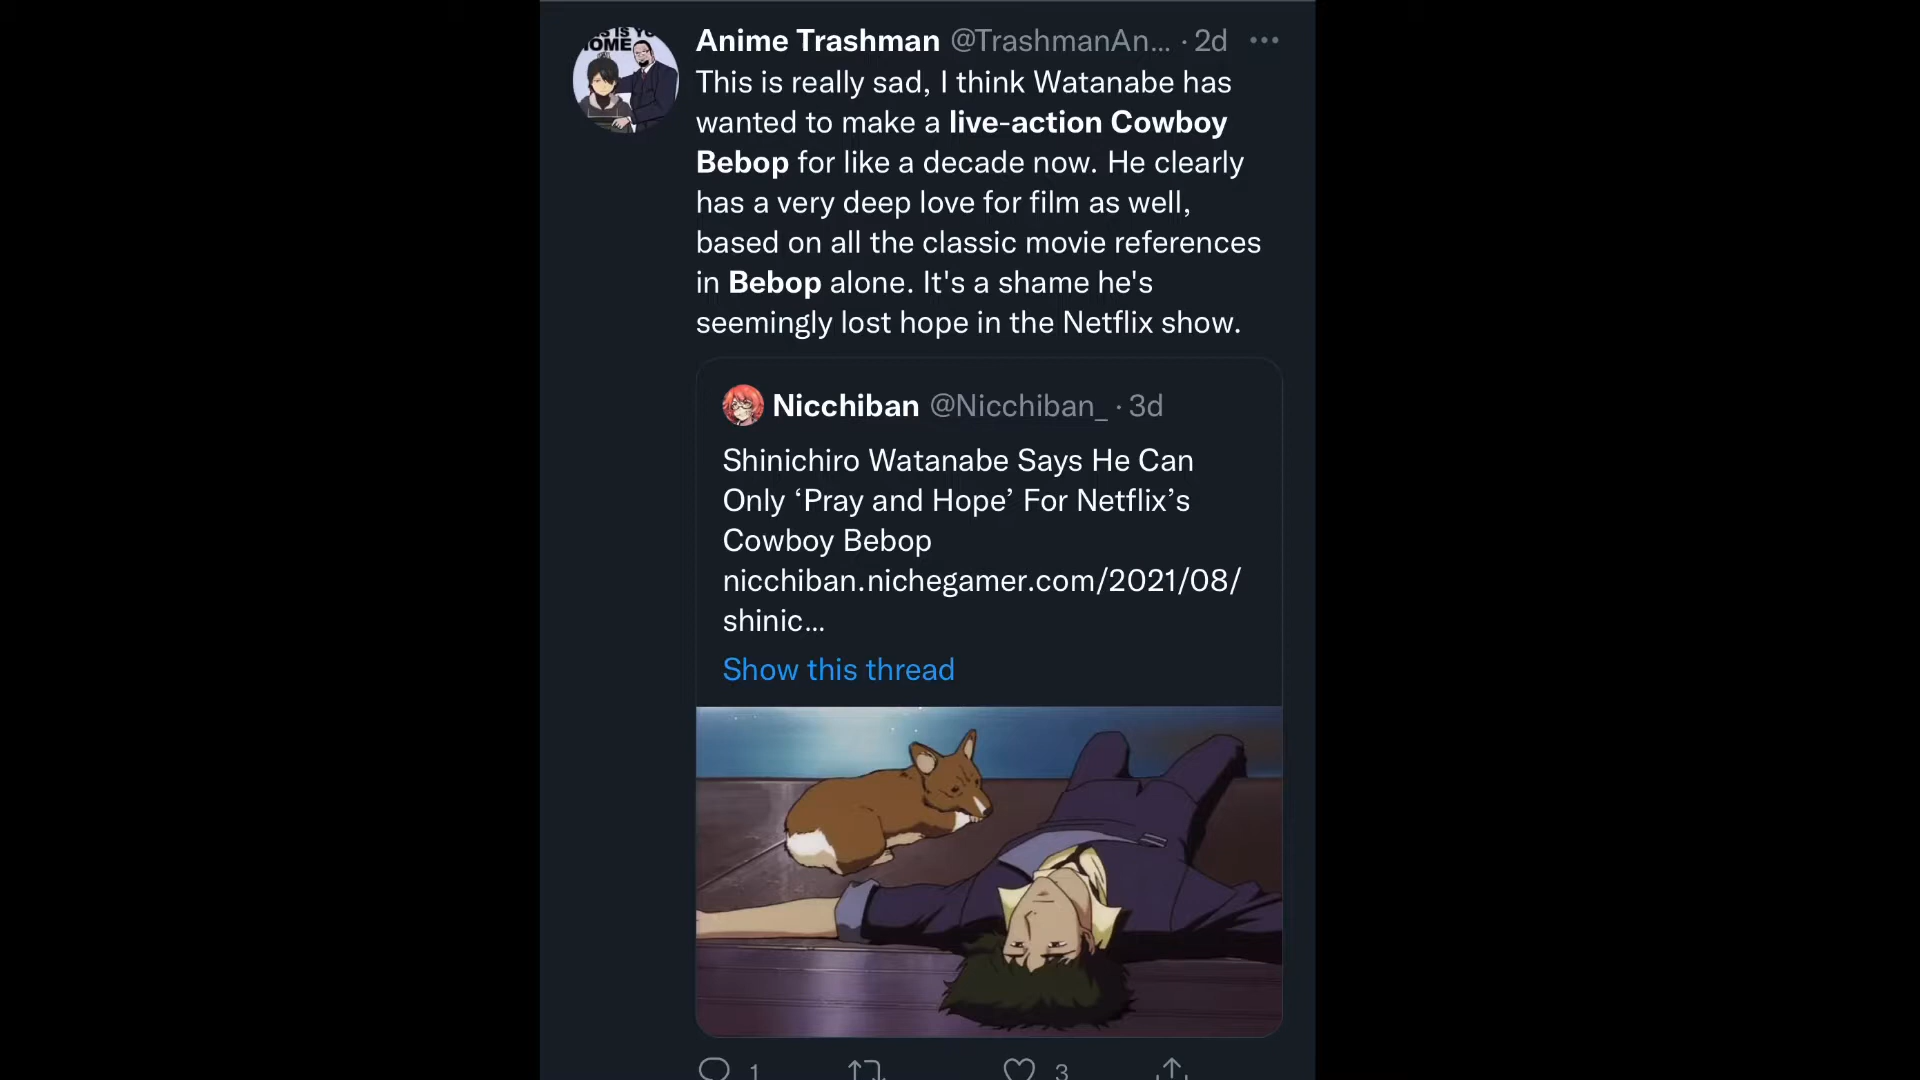 IS IS YO
HOME
Anime Trashman @TrashmanAn... · 2d
This is really sad, I think Watanabe has
wanted to make a live-action Cowboy
Bebop for like a decade now. He clearly
has a very deep love for film as well,
based on all the classic movie references
in Bebop alone. It's a shame he's
seemingly lost hope in the Netflix show.
Nicchiban @Nicchiban_ · 3d
Shinichiro Watanabe Says He Can
Only ‘Pray and Hope’ For Netflix’s
Cowboy Bebop
nicchiban.nichegamer.com/2021/08/
shinic...
Show this thread
1 3